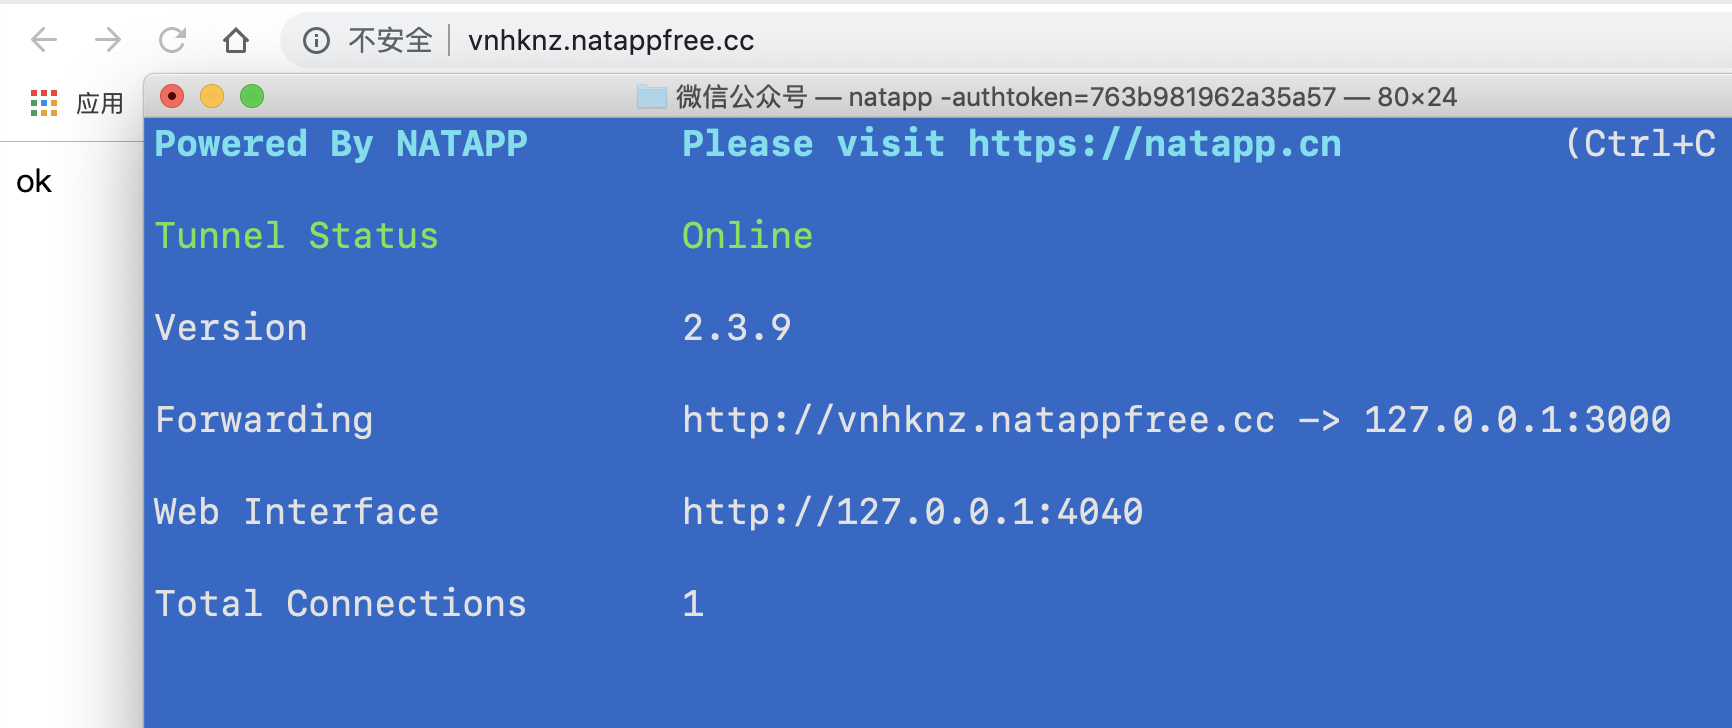 不安全 vnhknz.natappfree.cc
应用
微信公众号 — natapp -authtoken=763b981962a35a57 — 80×24
ok
Powered By NATAPP Please visit https://natapp.cn (Ctrl+C
Tunnel Status Online
Version 2.3.9
Forwarding http://vnhknz.natappfree.cc -> 127.0.0.1:3000
Web Interface http://127.0.0.1:4040
Total Connections 1